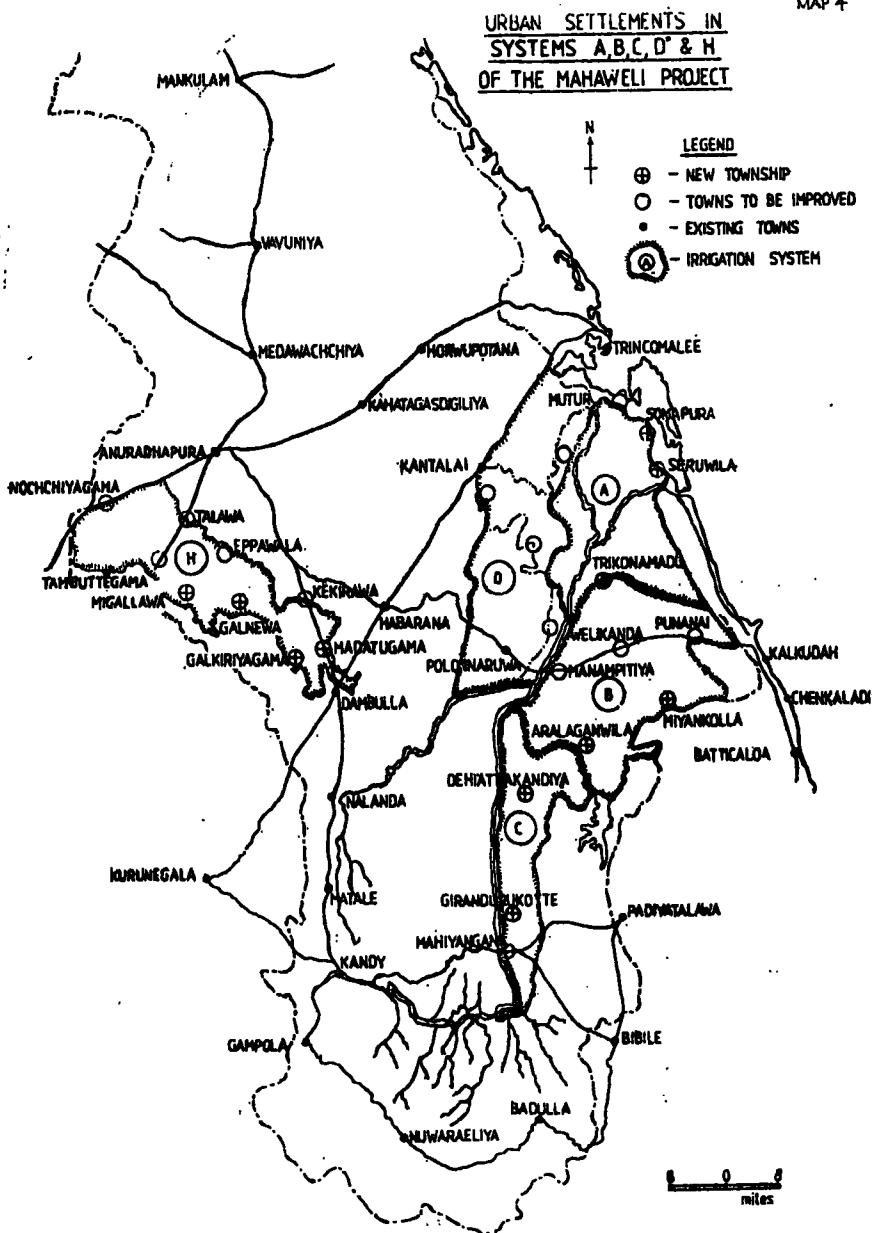 MAP 4
URBAN SETTLEMENTS IN
SYSTEMS A,B,C,D° & H
OF THE MAHAWELI PROJECT
N
LEGEND
⊕ - NEW TOWNSHIP
○ - TOWNS TO BE IMPROVED
• - EXISTING TOWNS
A - IRRIGATION SYSTEM
MANKULAM
VAVUNIYA
MEDAWACHCHIYA
HORWUPOTANA
TRINCOMALEE
KAHATAGASDIGILIYA
MUTUR
SOMAPURA
ANURADHAPURA
KANTALAI
SERUWILA
NOCHCHIYAGAMA
A
TALAWA
EPPAWALA
H
TAMBUTTEGAMA
D
TRIKONAMADU
MIGALLAWA
KEKIRAWA
GALNEWA
HABARANA
PUNANAI
WELIKANDA
MADATUGAMA
GALKIRIYAGAMA
POLONNARUWA
MANAMPITIYA
KALKUDAH
DAMBULLA
B
CHENKALADI
MIYANKOLLA
ARALAGANWILA
BATTICALOA
DEHIATTAKANDIYA
NALANDA
C
KURUNEGALA
MATALE
GIRANDURUKOTTE
PADIYATALAWA
MAHIYANGANA
KANDY
GAMPOLA
BIBILE
BADULLA
NUWARAELIYA
8 0 8
miles